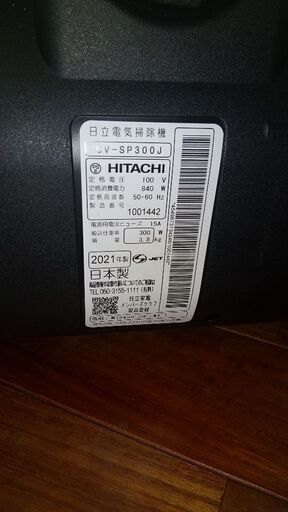 日立電気掃除機
CV-SP300J
HITACHI
定格電圧 100 V
定格消費電力 840 W
定格周波数 50-60 Hz
製造番号 1001442
電源用電流ヒューズ 15A
吸込仕事率 300 W
質量 3.8 kg
2021年製
JET
日本製
TEL 050-3155-1111 (有料)
日立家電
メンバーズクラブ
製品登録